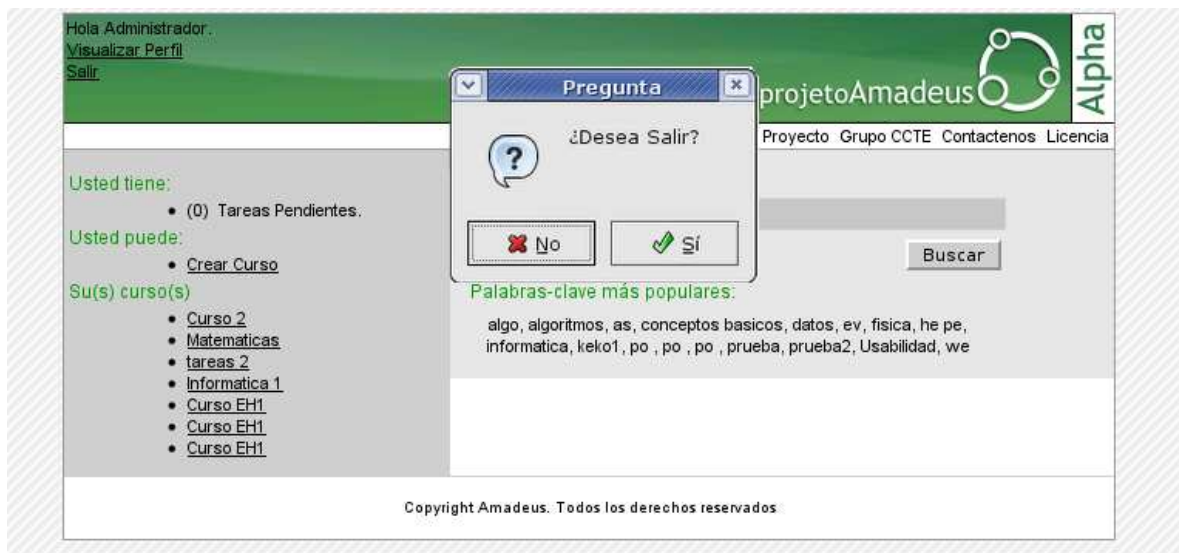 Hola Administrador.
Visualizar Perfil
Salir
projetoAmadeus
Alpha
Pregunta
¿Desea Salir?
No
Sí
Proyecto Grupo CCTE Contactenos Licencia
Usted tiene:
(0) Tareas Pendientes.
Usted puede:
Crear Curso
Su(s) curso(s)
Curso 2
Matematicas
tareas 2
Informatica 1
Curso EH1
Curso EH1
Curso EH1
Buscar
Palabras-clave más populares:
algo, algoritmos, as, conceptos basicos, datos, ev, fisica, he pe,
informatica, keko1, po , po , po , prueba, prueba2, Usabilidad, we
Copyright Amadeus. Todos los derechos reservados